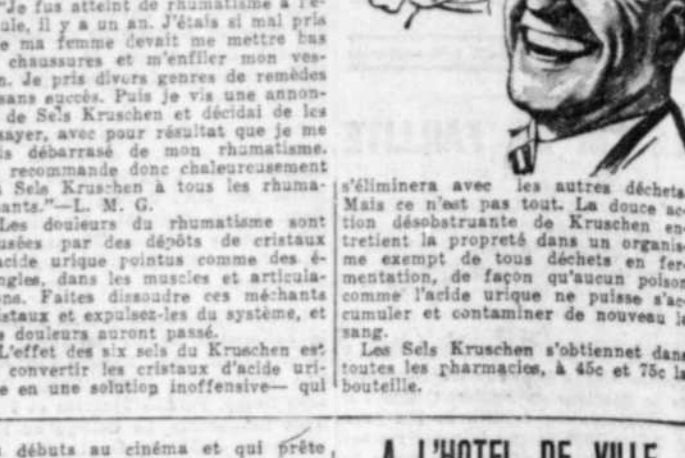 "Je fus atteint de rhumatisme à l'é-
ule, il y a un an. J'étais si mal pris
e ma femme devait me mettre bas
chaussures et m'enfiler mon ves-
n. Je pris divers genres de remèdes
sans succès. Puis je vis une annon-
de Sels Kruschen et décidai de les
sayer, avec pour résultat que je me
is débarrasé de mon rhumatisme.
recommande donc chaleureusement
s Sels Kruschen à tous les rhuma-
sants."—L. M. G.
Les douleurs du rhumatisme sont
usées par des dépôts de cristaux
acide urique pointus comme des é-
ngles, dans les muscles et articula-
ons. Faites dissoudre ces méchants
istaux et expulsez-les du système, et
s douleurs auront passé.
L'effet des six sels du Kruschen est
convertir les cristaux d'acide uri-
e en une solution inoffensive— qui
s'éliminera avec les autres déchets.
Mais ce n'est pas tout. La douce ac-
tion désobstruante de Kruschen en-
tretient la propreté dans un organis-
me exempt de tous déchets en fer-
mentation, de façon qu'aucun poison
comme l'acide urique ne puisse s'ac-
cumuler et contaminer de nouveau le
sang.
Les Sels Kruschen s'obtiennet dans
toutes les pharmacies, à 45c et 75c la
bouteille.
débuts au cinéma et qui prête
A L'HOTEL DE VILLE